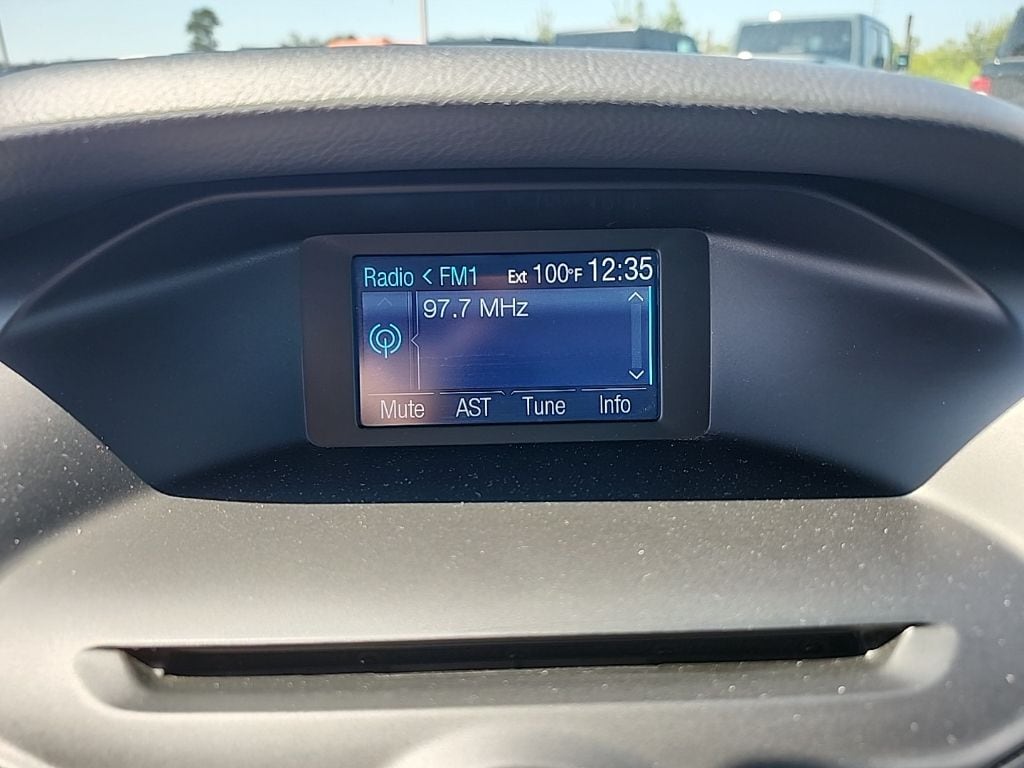 Radio < FM1 Ext 100°F 12:35
97.7 MHz
Mute AST Tune Info